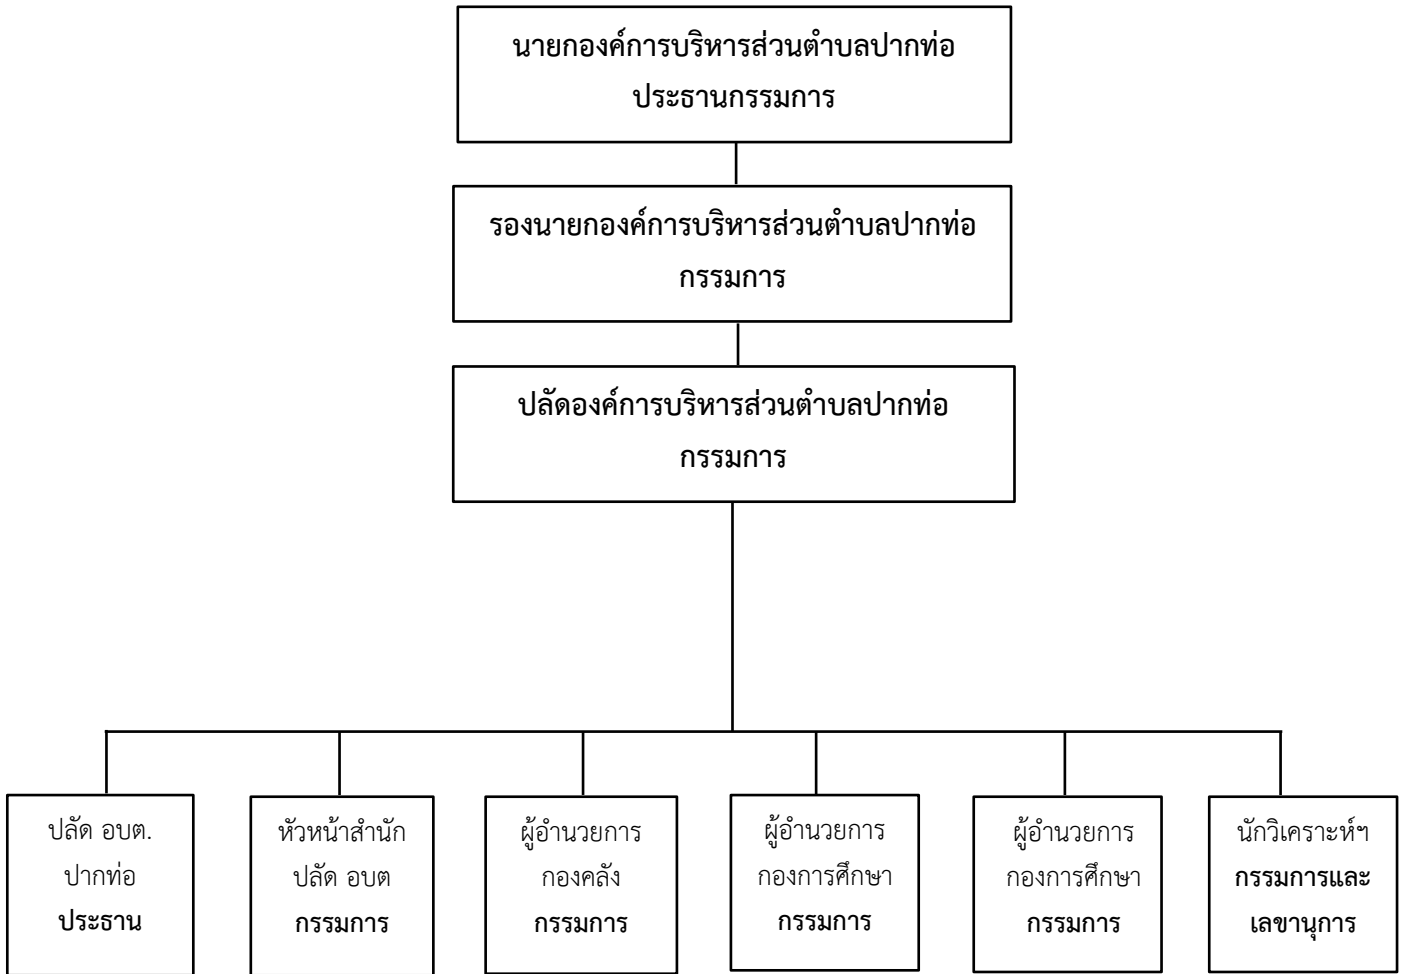 นายกองค์การบริหารส่วนตำบลปากท่อ
ประธานกรรมการ
รองนายกองค์การบริหารส่วนตำบลปากท่อ
กรรมการ
ปลัดองค์การบริหารส่วนตำบลปากท่อ
กรรมการ
ปลัด อบต.
ปากท่อ
ประธาน
หัวหน้าสำนัก
ปลัด อบต
กรรมการ
ผู้อำนวยการ
กองคลัง
กรรมการ
ผู้อำนวยการ
กองการศึกษา
กรรมการ
ผู้อำนวยการ
กองการศึกษา
กรรมการ
นักวิเคราะห์ฯ
กรรมการและ
เลขานุการ